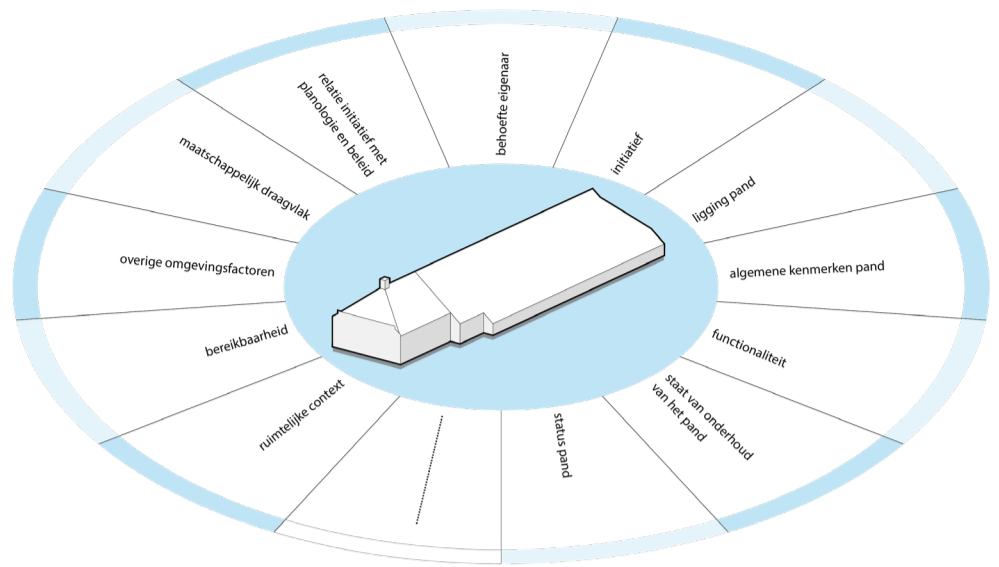 behoefte eigenaar
initiatief
ligging pand
algemene kenmerken pand
functionaliteit
staat van onderhoud
van het pand
status pand
ruimtelijke context
bereikbaarheid
overige omgevingsfactoren
maatschappelijk draagvlak
relatie initiatief met
planologie en beleid